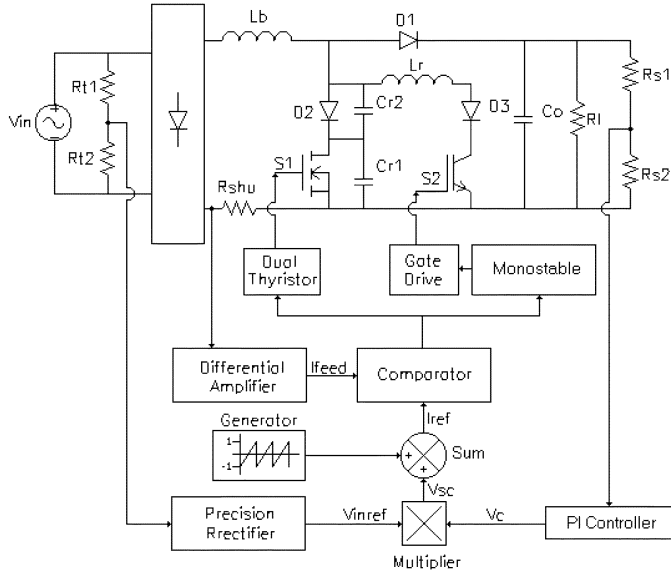 Lb
D1
Rt1
Lr
Rs1
Vin
D2
Cr2
D3
Co
Rl
Rt2
S1
Cr1
S2
Rs2
Rshu
Dual
Thyristor
Gate
Drive
Monostable
Differential
Amplifier
Ifeed
Comparator
Generator
Iref
1
-1
+
+
Sum
Vsc
Precision
Rrectifier
Vinref
Vc
PI Controller
Multiplier